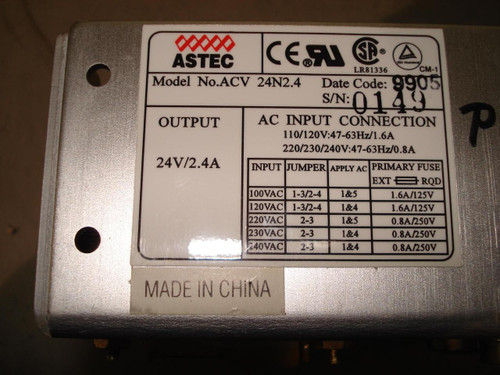 ASTEC
CE UR SA LR81336 CM-1
Model No.ACV 24N2.4 Date Code: 9905
S/N: 0149
OUTPUT
24V/2.4A
AC INPUT CONNECTION
110/120V:47-63Hz/1.6A
220/230/240V:47-63Hz/0.8A
INPUT JUMPER APPLY AC PRIMARY FUSE
EXT RQD
100VAC 1-3/2-4 1&5 1.6A/125V
120VAC 1-3/2-4 1&4 1.6A/125V
220VAC 2-3 1&5 0.8A/250V
230VAC 2-3 1&4 0.8A/250V
240VAC 2-3 1&4 0.8A/250V
MADE IN CHINA
P